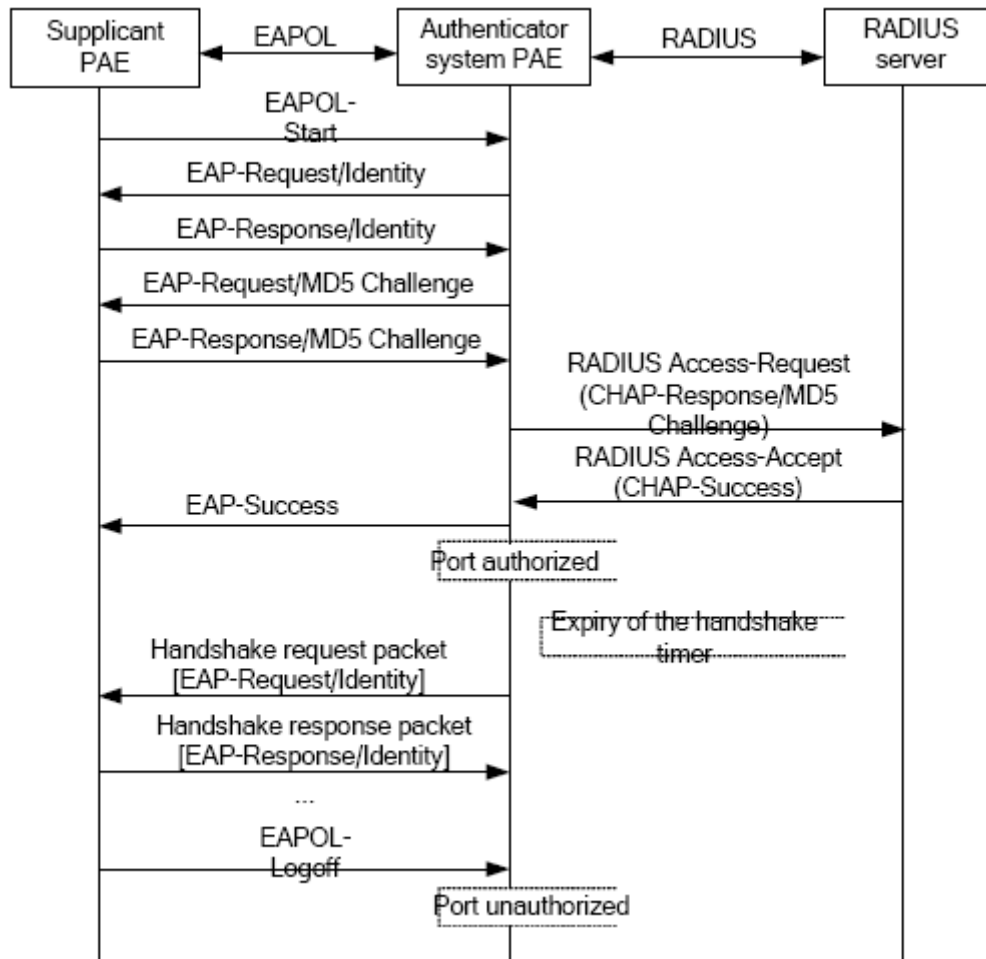 Supplicant
PAE
EAPOL
Authenticator
system PAE
RADIUS
RADIUS
server
EAPOL-
Start
EAP-Request/Identity
EAP-Response/Identity
EAP-Request/MD5 Challenge
EAP-Response/MD5 Challenge
RADIUS Access-Request
(CHAP-Response/MD5
Challenge)
RADIUS Access-Accept
(CHAP-Success)
EAP-Success
Port authorized
Expiry of the handshake
timer
Handshake request packet
[EAP-Request/Identity]
Handshake response packet
[EAP-Response/Identity]
...
EAPOL-
Logoff
Port unauthorized